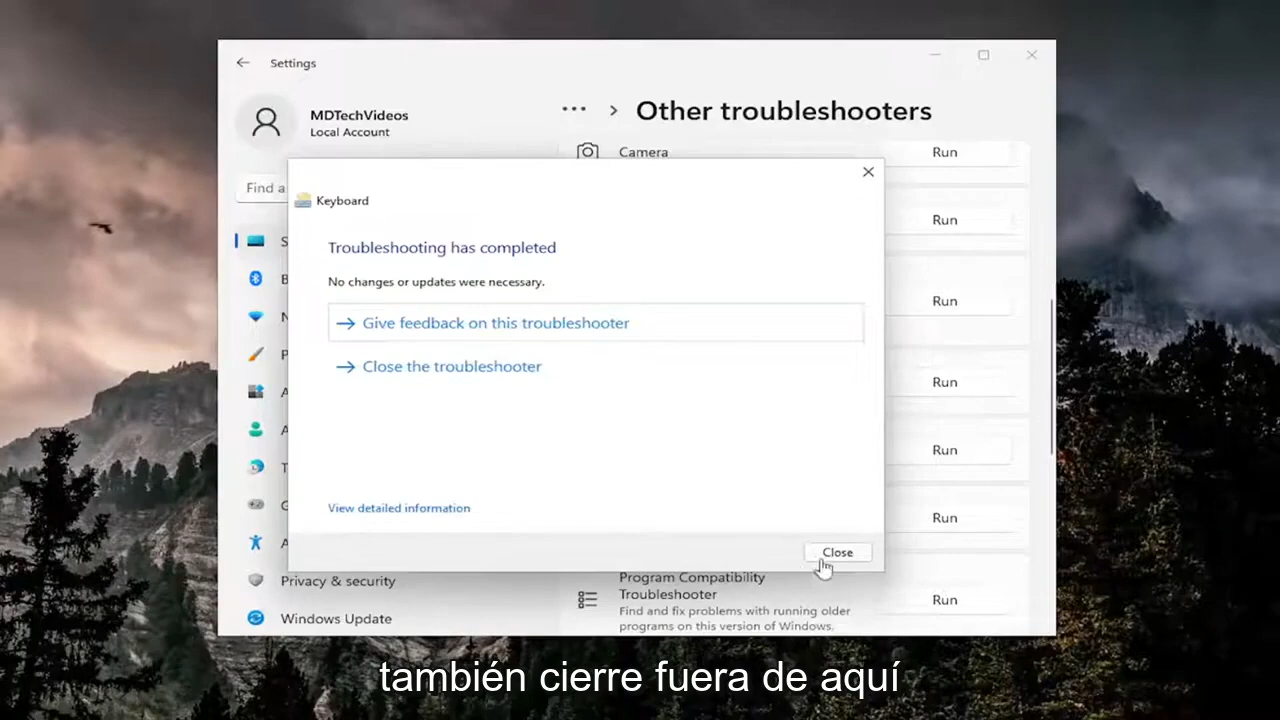 Settings
MDTechVideos
Local Account
Other troubleshooters
Find a
Camera
Run
Keyboard
Run
Troubleshooting has completed
No changes or updates were necessary.
Run
Give feedback on this troubleshooter
Close the troubleshooter
Run
Run
View detailed information
Run
Close
Privacy & security
Program Compatibility
Troubleshooter
Run
Find and fix problems with running older
programs on this version of Windows.
Windows Update
también cierre fuera de aquí